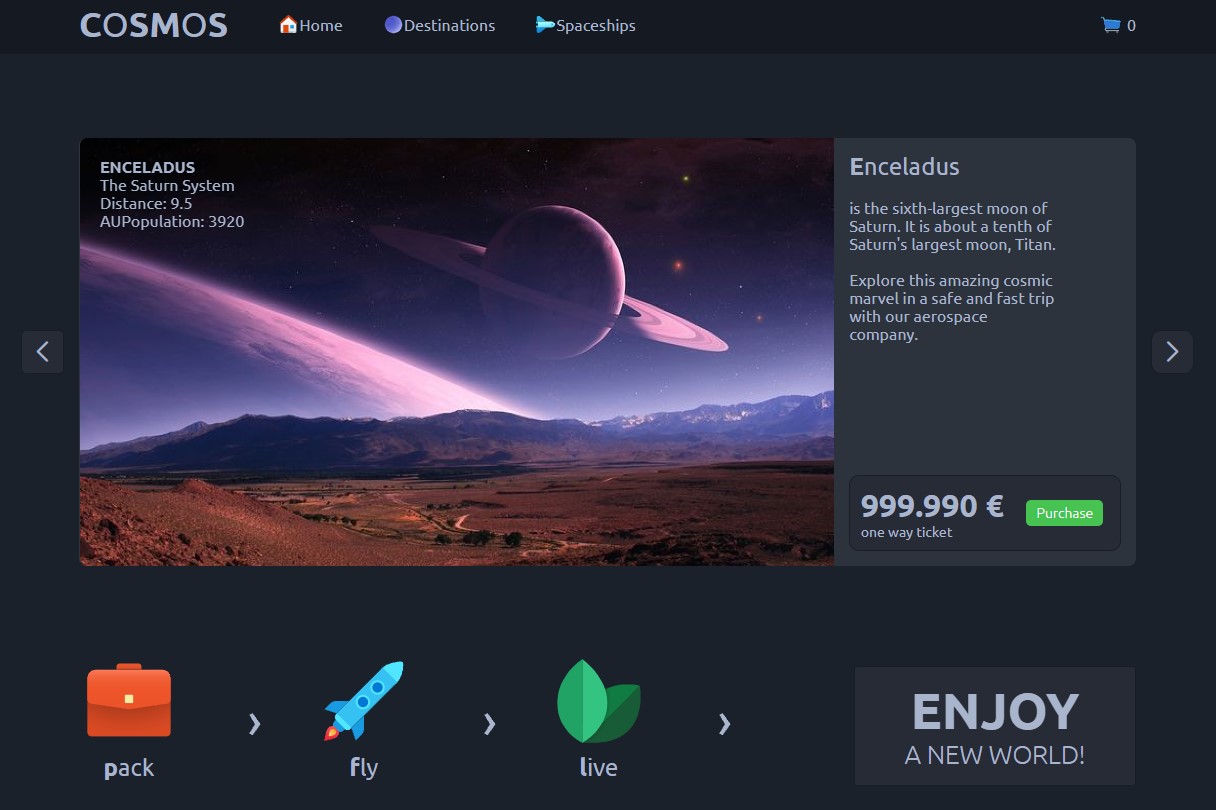 COSMOS
Home
Destinations
Spaceships
0
ENCELADUS
The Saturn System
Distance: 9.5
AUPopulation: 3920
Enceladus
is the sixth-largest moon of
Saturn. It is about a tenth of
Saturn's largest moon, Titan.
Explore this amazing cosmic
marvel in a safe and fast trip
with our aerospace
company.
999.990 €
Purchase
one way ticket
pack
fly
live
ENJOY
A NEW WORLD!